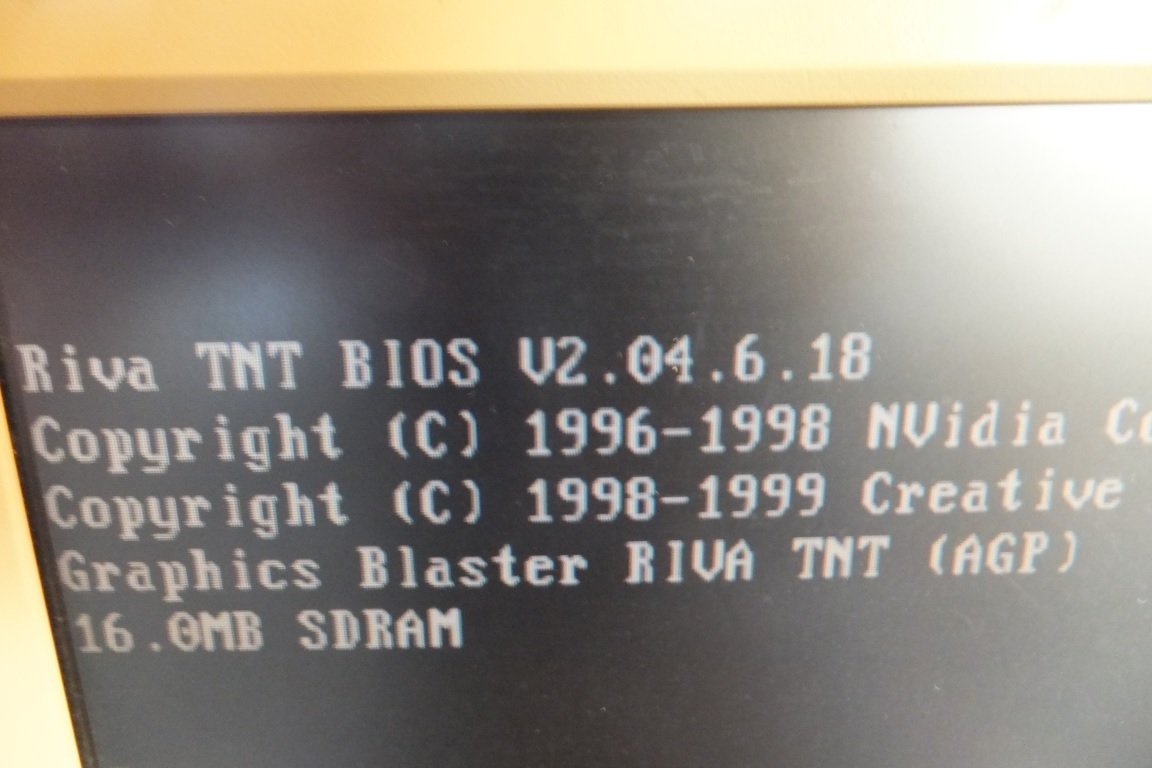 Riva TNT BIOS V2.04.6.18
Copyright (C) 1996-1998 NVidia Co
Copyright (C) 1998-1999 Creative
Graphics Blaster RIVA TNT (AGP)
16.0MB SDRAM